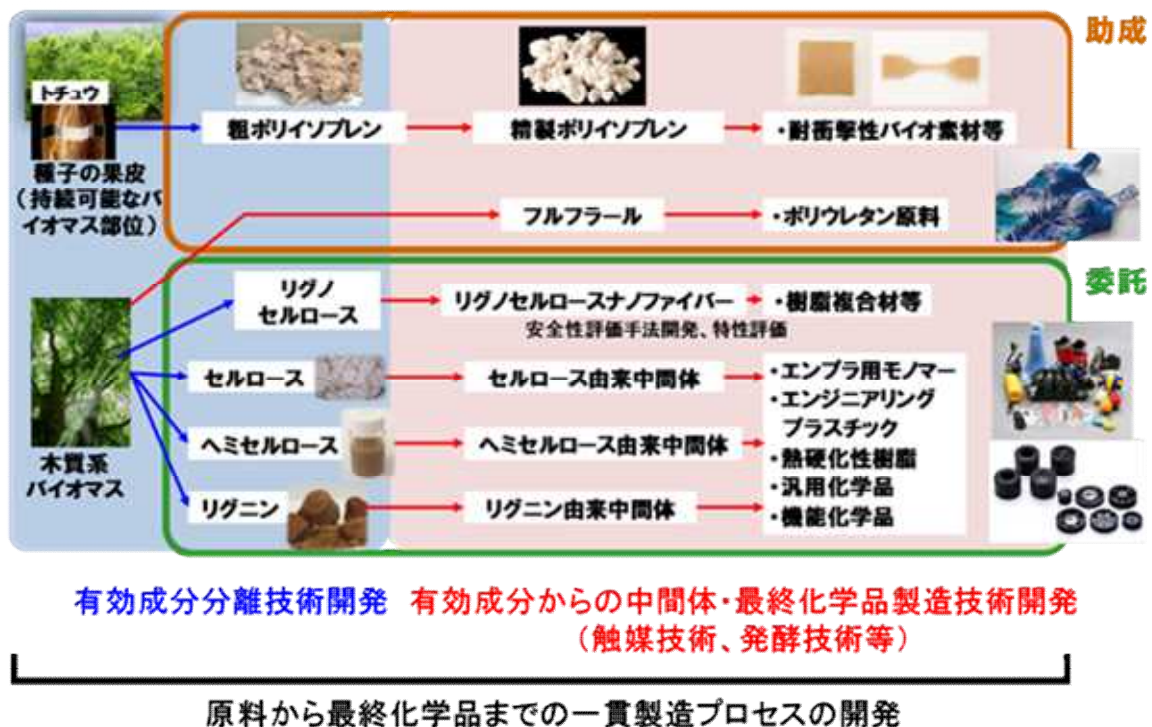 助成
トチュウ
種子の果皮
(持続可能なバ
イオマス部位)
粗ポリイソプレン
精製ポリイソプレン
・耐衝撃性バイオ素材等
フルフラール
・ポリウレタン原料
委託
木質系
バイオマス
リグノ
セルロース
リグノセルロースナノファイバー
・樹脂複合材等
安全性評価手法開発、特性評価
セルロース
セルロース由来中間体
ヘミセルロース
ヘミセルロース由来中間体
リグニン
リグニン由来中間体
・エンプラ用モノマー
・エンジニアリング
プラスチック
・熱硬化性樹脂
・汎用化学品
・機能化学品
有効成分分離技術開発
有効成分からの中間体・最終化学品製造技術開発
(触媒技術、発酵技術等)
原料から最終化学品までの一貫製造プロセスの開発